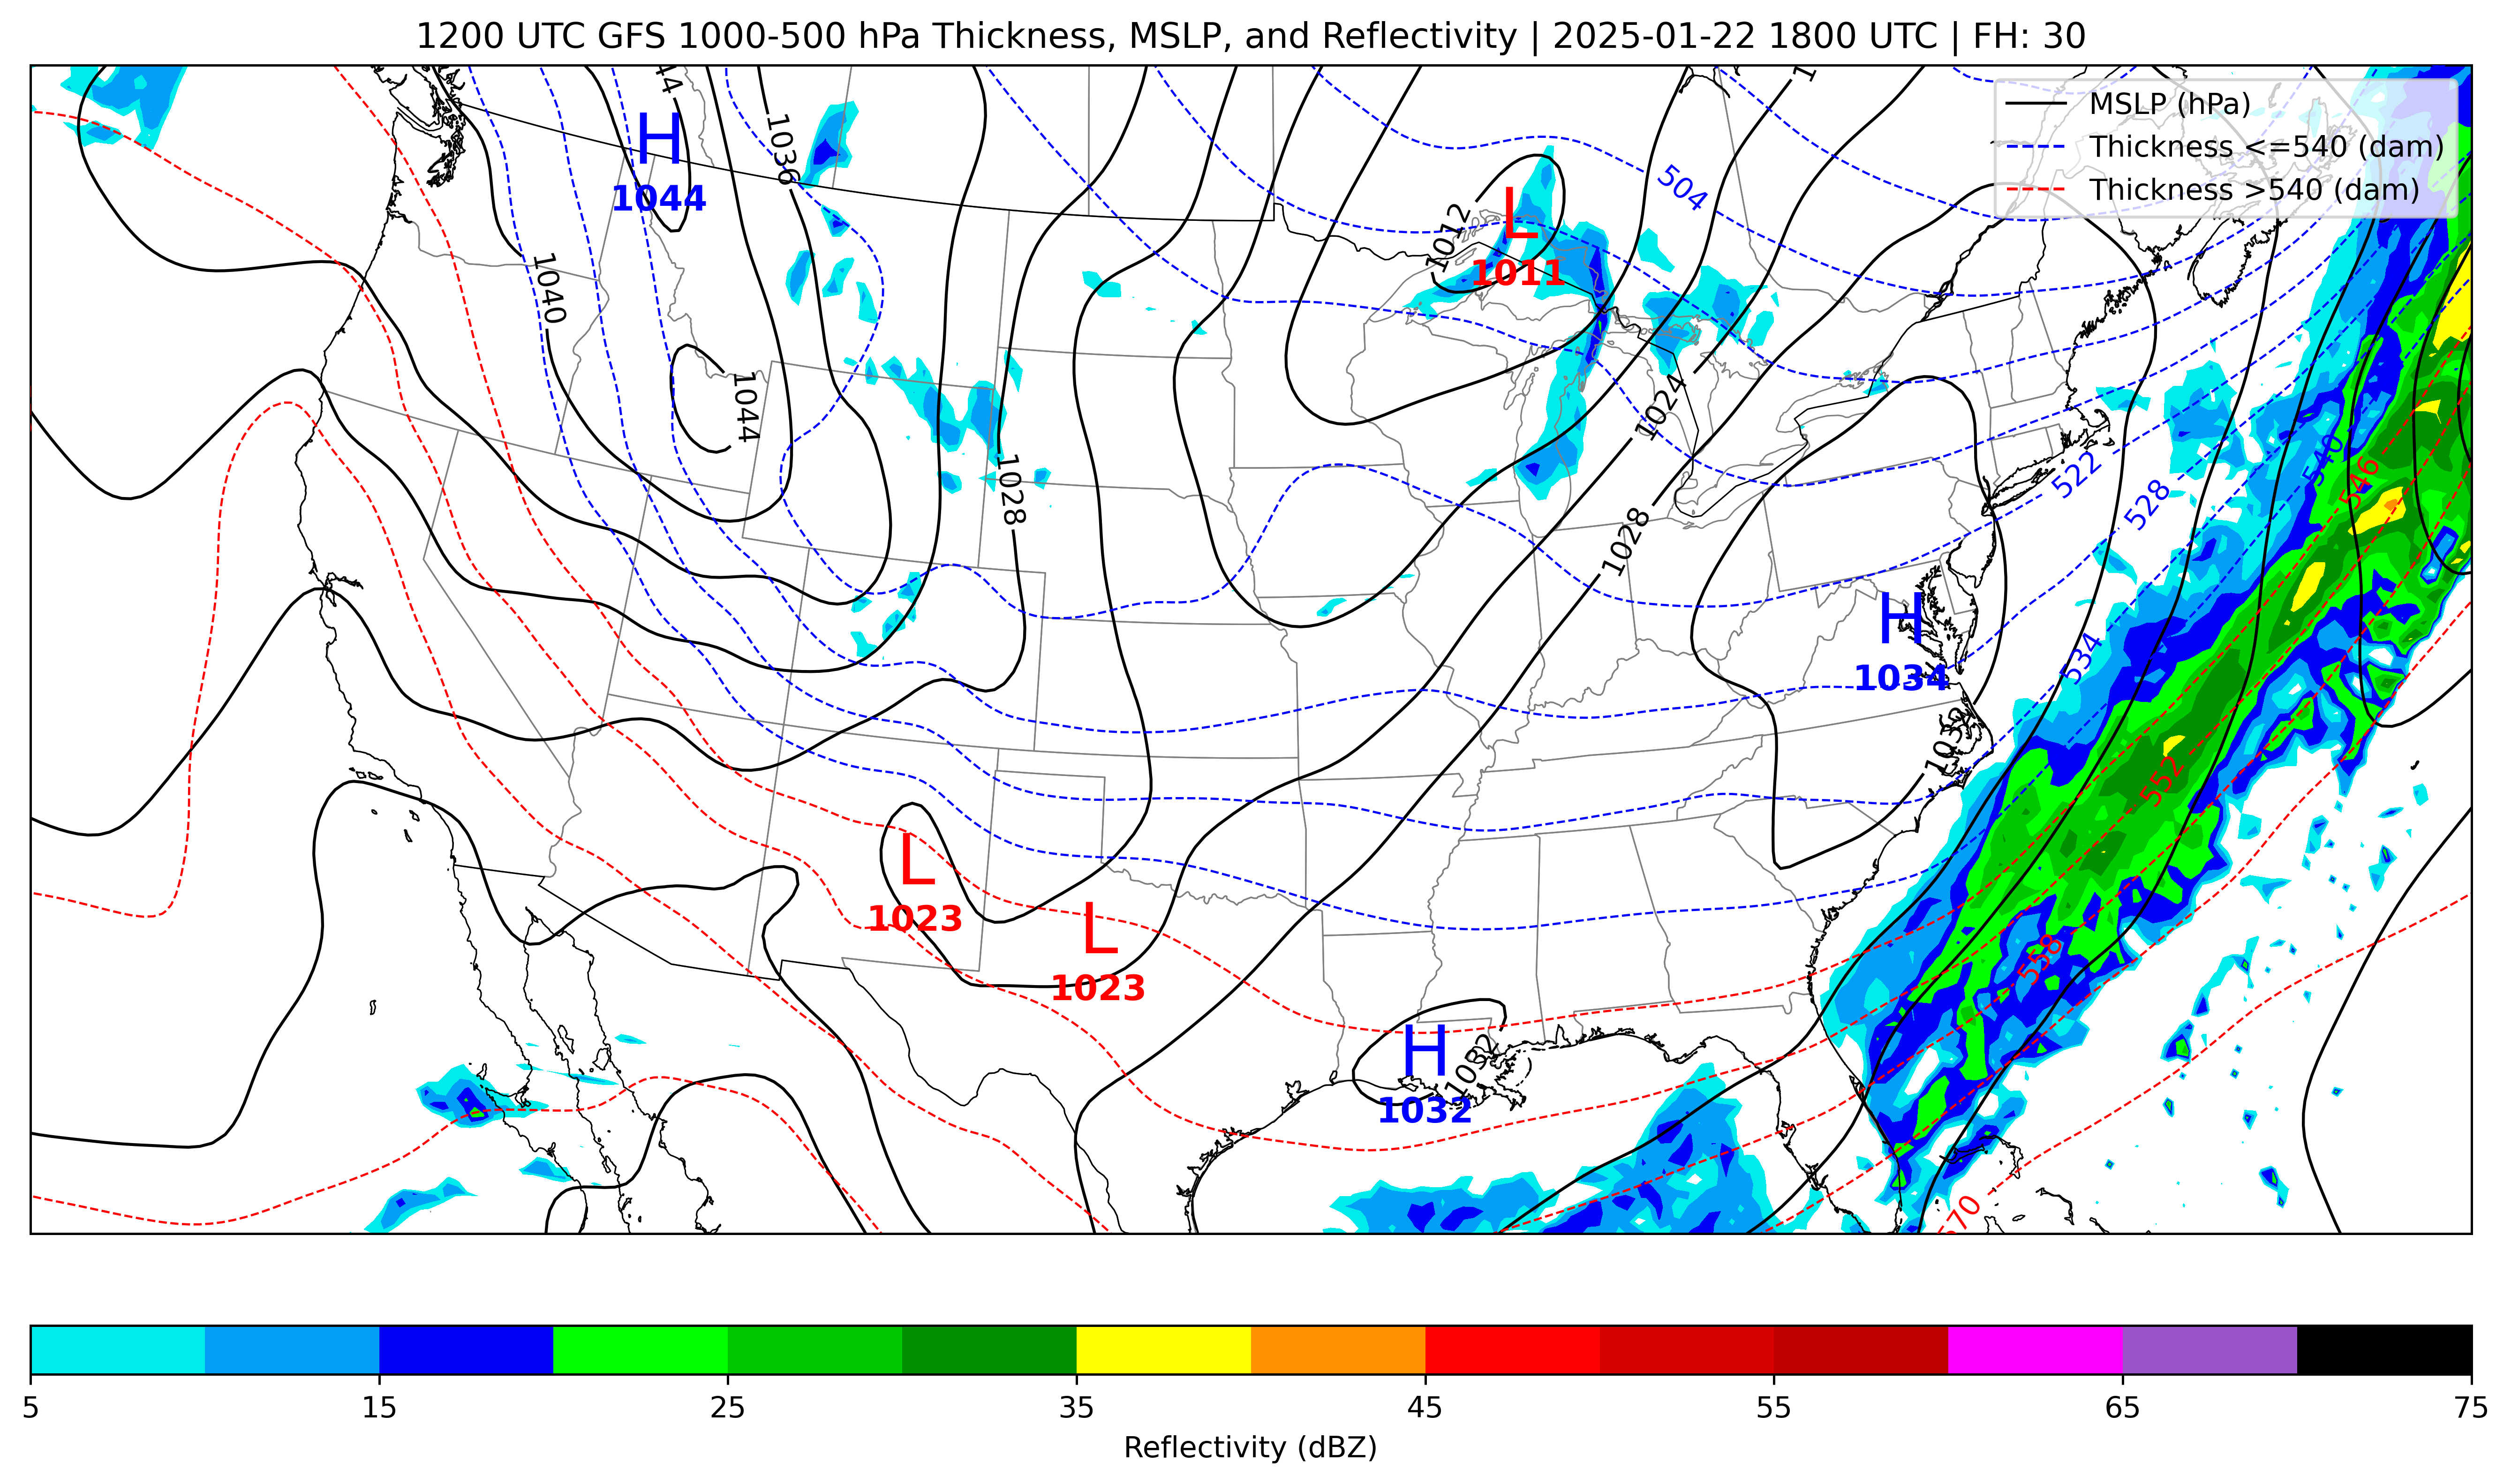 1200 UTC GFS 1000-500 hPa Thickness, MSLP, and Reflectivity | 2025-01-22 1800 UTC | FH: 30
MSLP (hPa)
Thickness <=540 (dam)
Thickness >540 (dam)
H
1044
1036
504
1012
L
1011
1040
1044
1024
1028
1028
522
528
540
546
534
H
1034
1032
552
L
1023
L
1023
558
H
1032
1032
5
15
25
35
45
55
65
75
Reflectivity (dBZ)